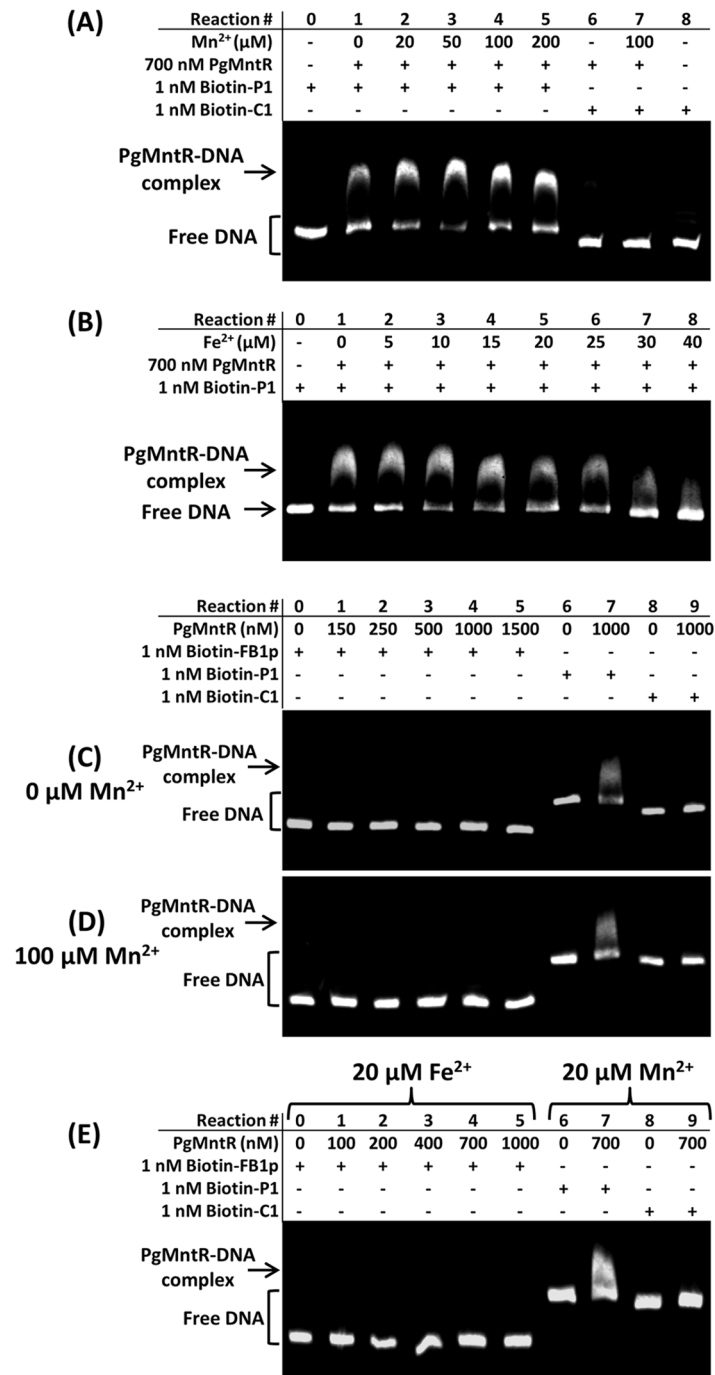 (A)
Reaction # 0 1 2 3 4 5 6 7 8
Mn²⁺ (µM) - 0 20 50 100 200 - 100 -
700 nM PgMntR - + + + + + + + -
1 nM Biotin-P1 + + + + + + - - -
1 nM Biotin-C1 - - - - - - + + +
PgMntR-DNA
complex
Free DNA
(B)
Reaction # 0 1 2 3 4 5 6 7 8
Fe²⁺ (µM) - 0 5 10 15 20 25 30 40
700 nM PgMntR - + + + + + + + +
1 nM Biotin-P1 + + + + + + + + +
PgMntR-DNA
complex
Free DNA
Reaction # 0 1 2 3 4 5 6 7 8 9
PgMntR (nM) 0 150 250 500 1000 1500 0 1000 0 1000
1 nM Biotin-FB1p + + + + + + - - - -
1 nM Biotin-P1 - - - - - - + + - -
1 nM Biotin-C1 - - - - - - - - + +
(C)
0 µM Mn²⁺
PgMntR-DNA
complex
Free DNA
(D)
100 µM Mn²⁺
PgMntR-DNA
complex
Free DNA
20 µM Fe²⁺ 20 µM Mn²⁺
(E)
Reaction # 0 1 2 3 4 5 6 7 8 9
PgMntR (nM) 0 100 200 400 700 1000 0 700 0 700
1 nM Biotin-FB1p + + + + + + - - - -
1 nM Biotin-P1 - - - - - - + + - -
1 nM Biotin-C1 - - - - - - - - + +
PgMntR-DNA
complex
Free DNA